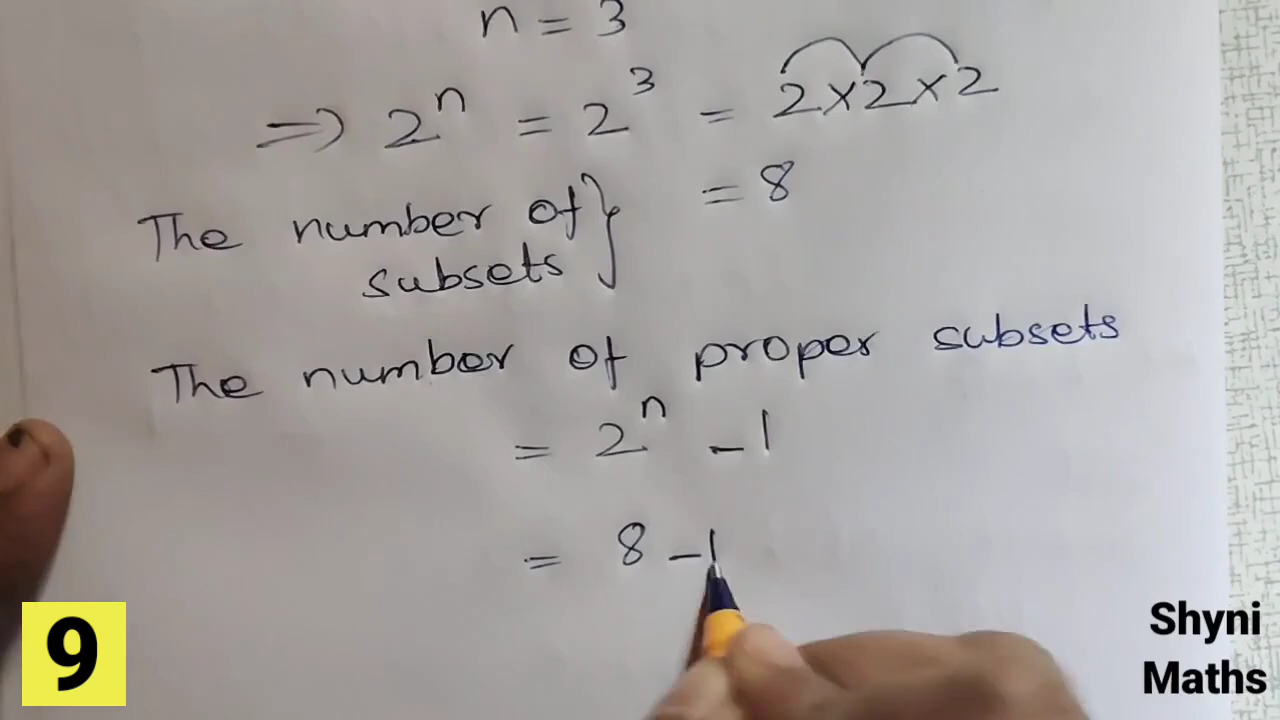 n = 3
⇒ 2ⁿ = 2³ = 2×2×2
The number of subsets } = 8
The number of proper subsets
= 2ⁿ - 1
= 8 - 1
9
Shyni
Maths